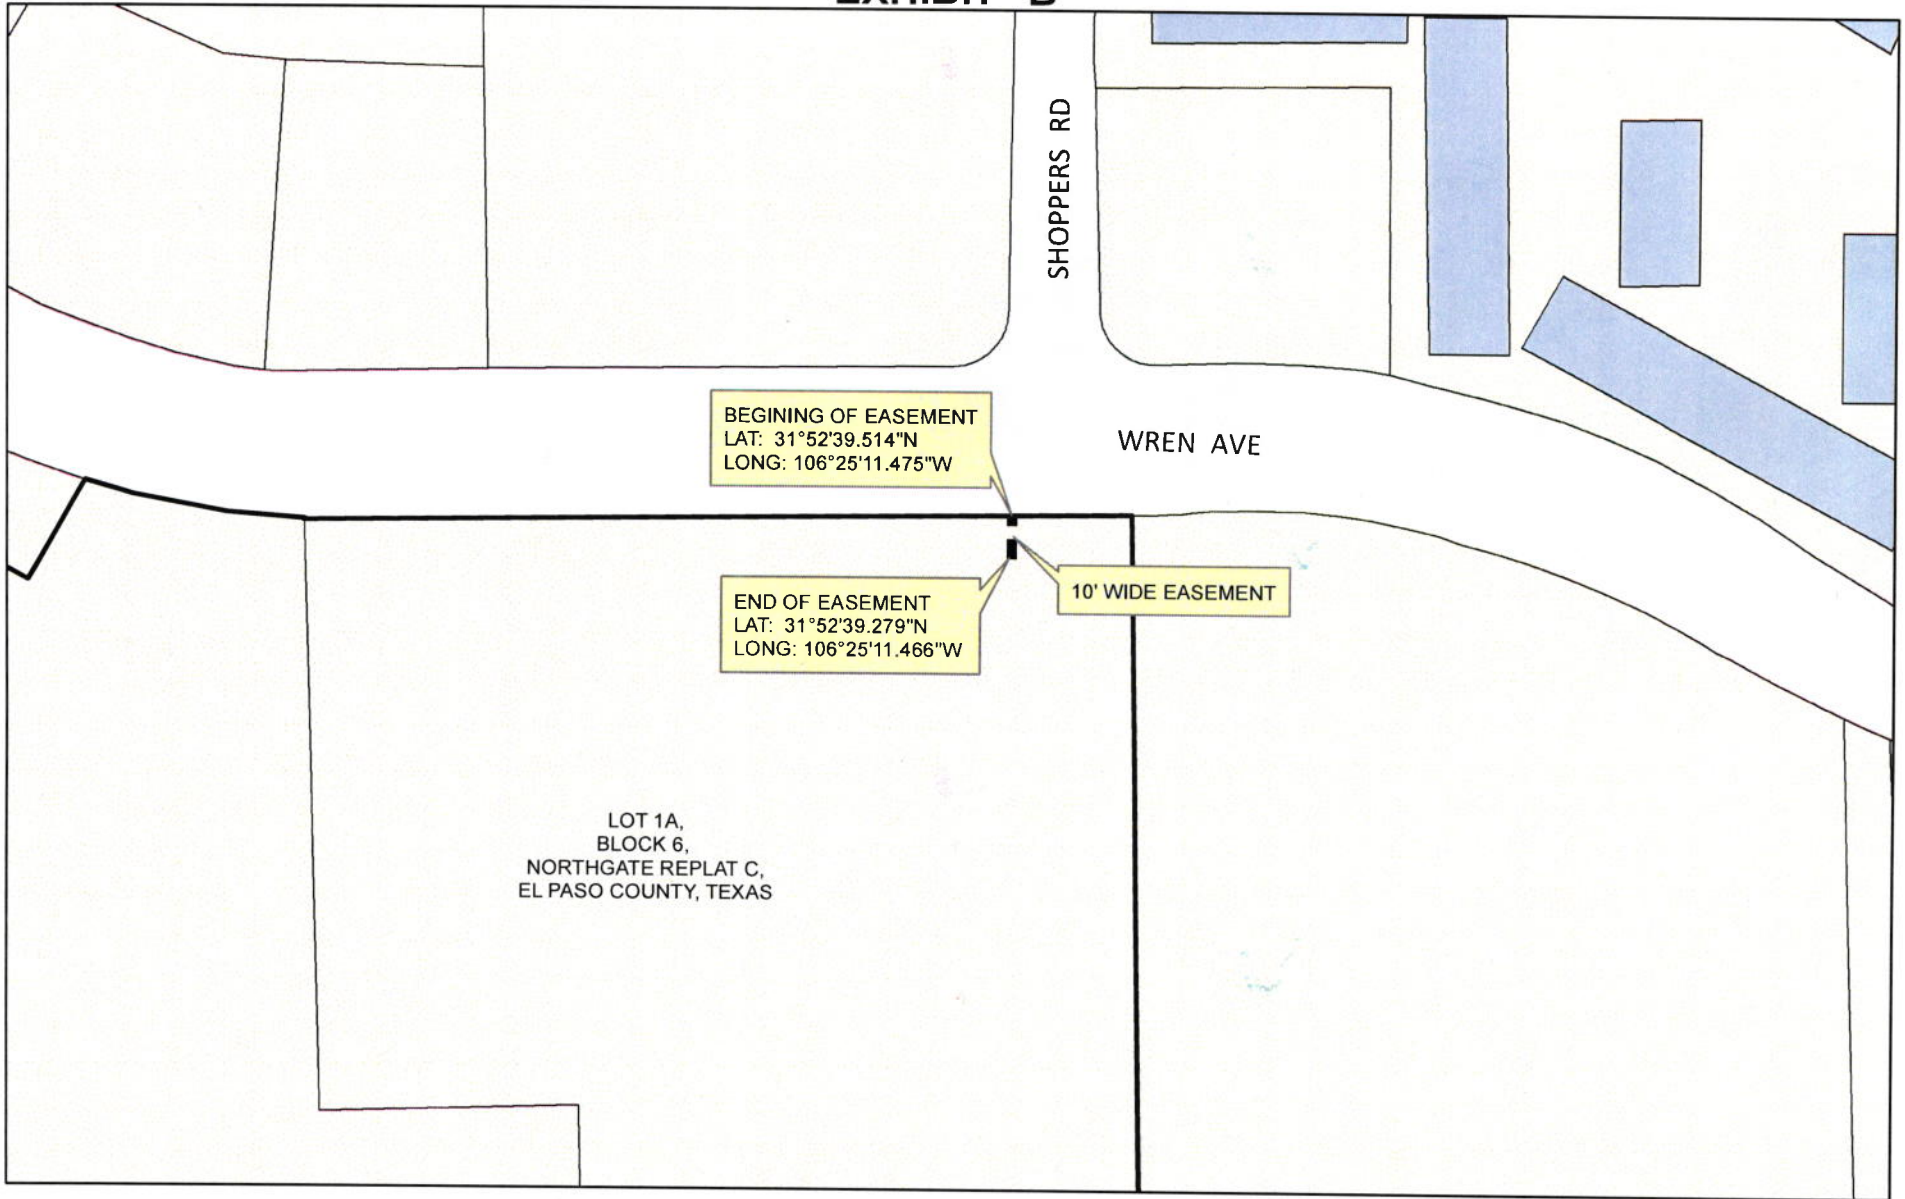 SHOPPERS RD
BEGINING OF EASEMENT
LAT: 31°52'39.514"N
LONG: 106°25'11.475"W
WREN AVE
10' WIDE EASEMENT
END OF EASEMENT
LAT: 31°52'39.279"N
LONG: 106°25'11.466"W
LOT 1A,
BLOCK 6,
NORTHGATE REPLAT C,
EL PASO COUNTY, TEXAS